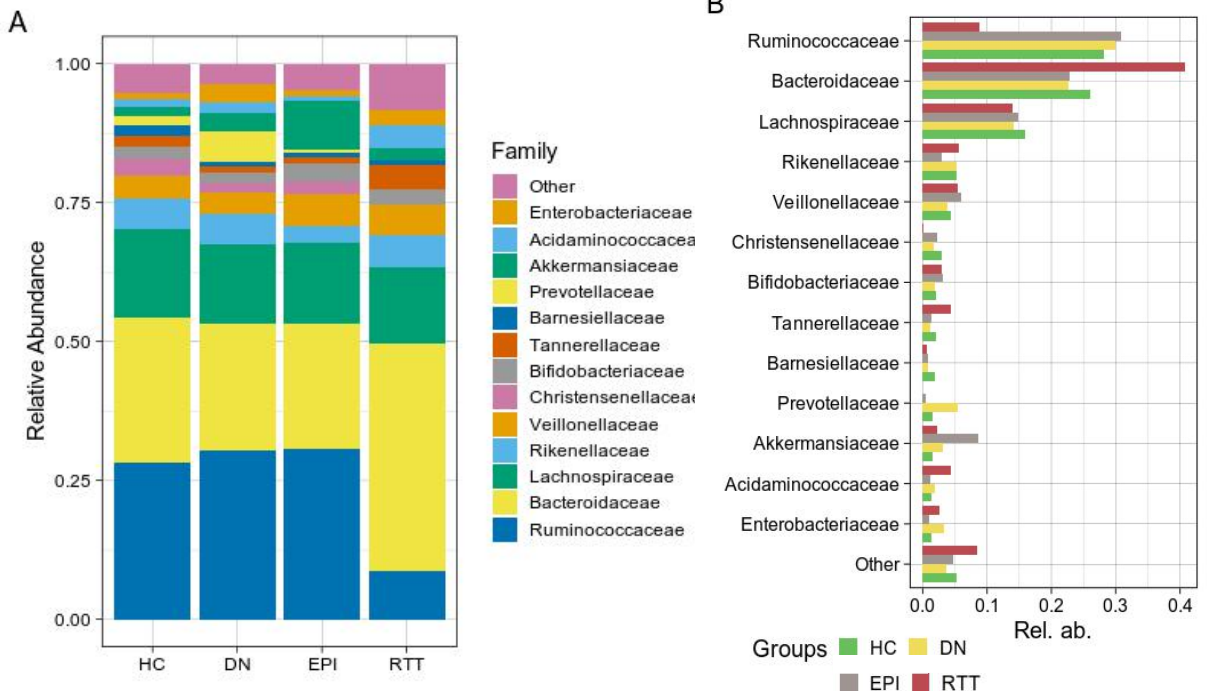 A
1.00
0.75
0.50
0.25
0.00
Relative Abundance
HC DN EPI RTT
Family
Other
Enterobacteriaceae
Acidaminococcacea
Akkermansiaceae
Prevotellaceae
Barnesiellaceae
Tannerellaceae
Bifidobacteriaceae
Christensenellaceae
Veillonellaceae
Rikenellaceae
Lachnospiraceae
Bacteroidaceae
Ruminococcaceae
B
Ruminococcaceae
Bacteroidaceae
Lachnospiraceae
Rikenellaceae
Veillonellaceae
Christensenellaceae
Bifidobacteriaceae
Tannerellaceae
Barnesiellaceae
Prevotellaceae
Akkermansiaceae
Acidaminococcaceae
Enterobacteriaceae
Other
0.0 0.1 0.2 0.3 0.4
Rel. ab.
Groups HC DN
EPI RTT